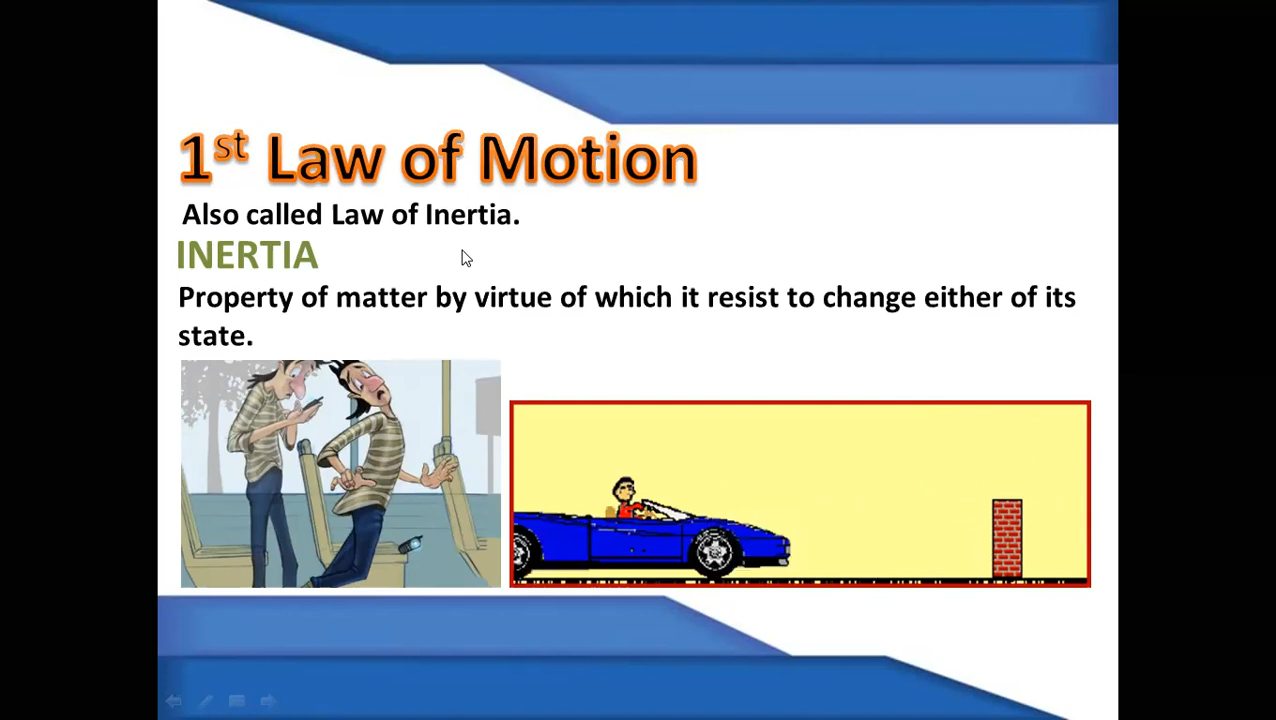 1st Law of Motion
Also called Law of Inertia.
INERTIA
Property of matter by virtue of which it resist to change either of its
state.